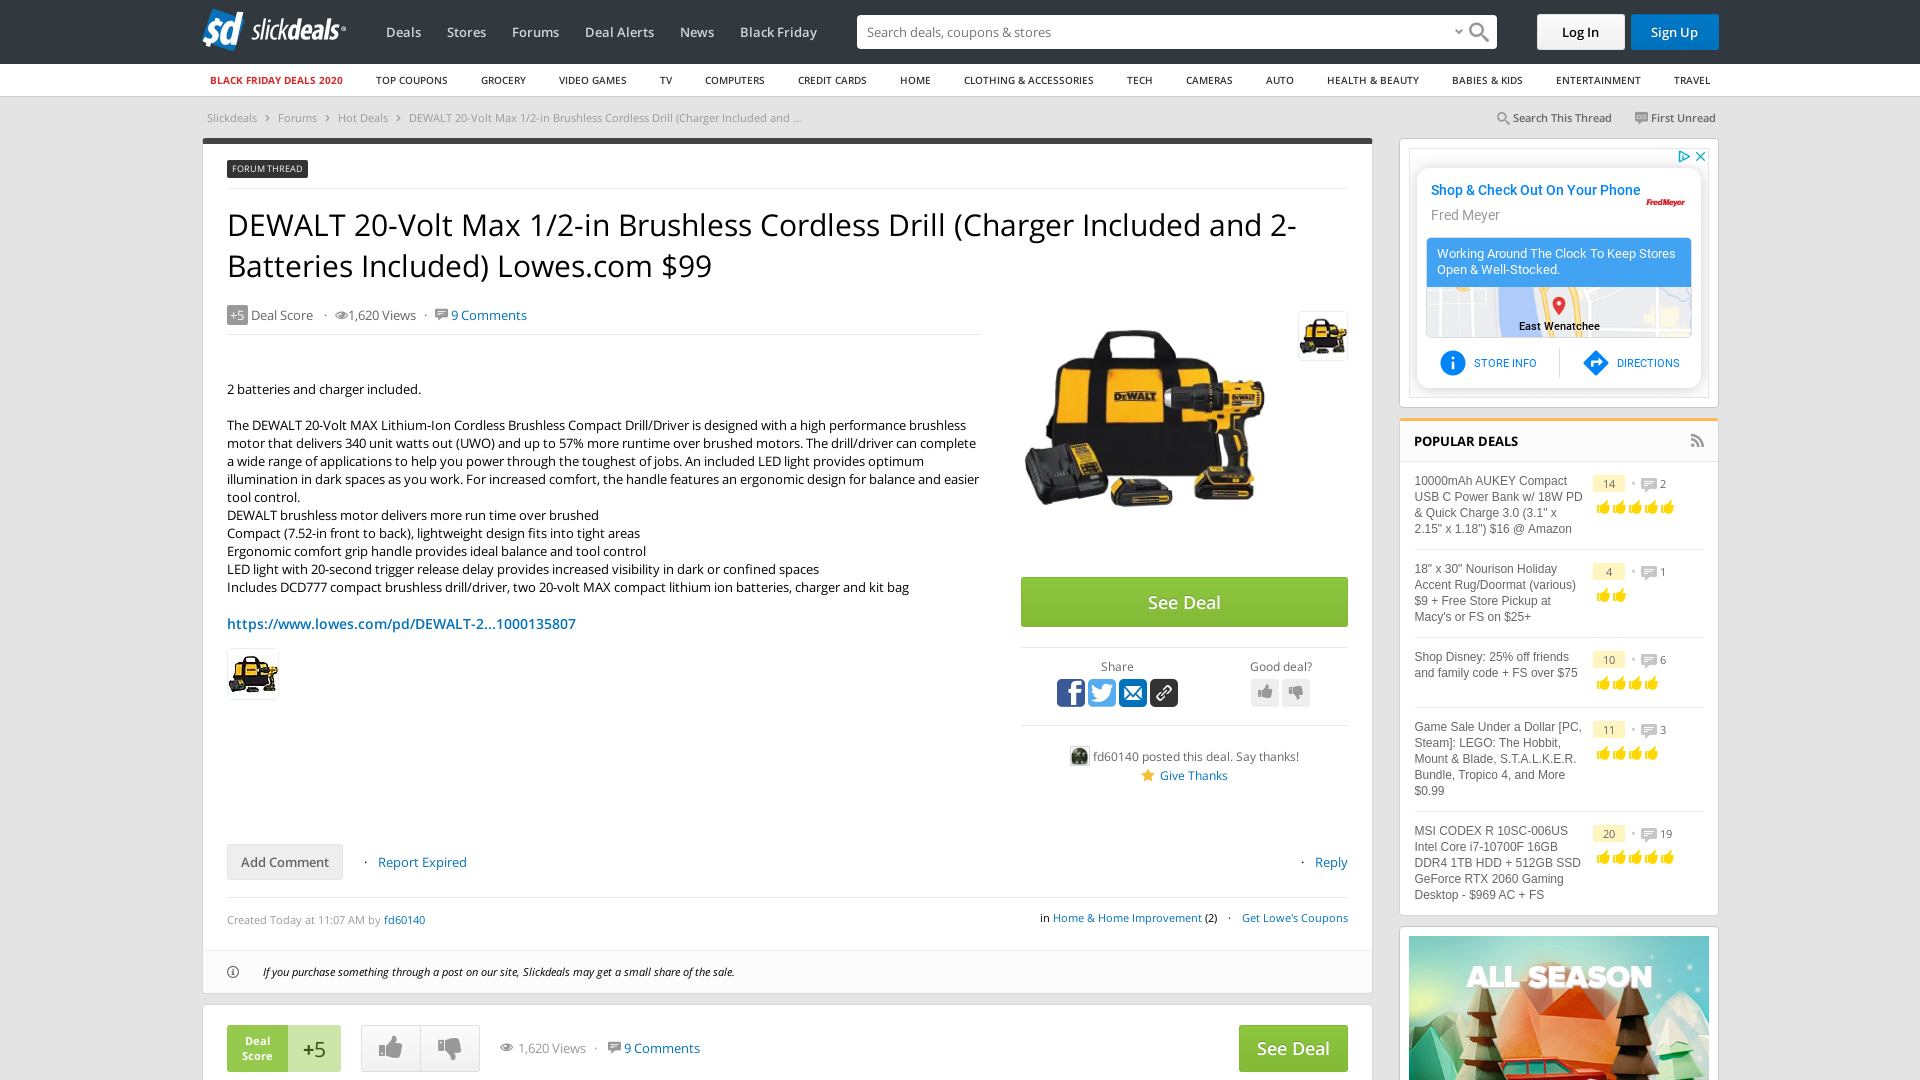 slickdeals
Deals
Stores
Forums
Deal Alerts
News
Black Friday
Search deals, coupons & stores
Log In
Sign Up
BLACK FRIDAY DEALS 2020
TOP COUPONS
GROCERY
VIDEO GAMES
TV
COMPUTERS
CREDIT CARDS
HOME
CLOTHING & ACCESSORIES
TECH
CAMERAS
AUTO
HEALTH & BEAUTY
BABIES & KIDS
ENTERTAINMENT
TRAVEL
Slickdeals › Forums › Hot Deals › DEWALT 20-Volt Max 1/2-in Brushless Cordless Drill (Charger Included and ...
Search This Thread
First Unread
FORUM THREAD
DEWALT 20-Volt Max 1/2-in Brushless Cordless Drill (Charger Included and 2-
Batteries Included) Lowes.com $99
+5 Deal Score · 1,620 Views · 9 Comments
2 batteries and charger included.
The DEWALT 20-Volt MAX Lithium-Ion Cordless Brushless Compact Drill/Driver is designed with a high performance brushless
motor that delivers 340 unit watts out (UWO) and up to 57% more runtime over brushed motors. The drill/driver can complete
a wide range of applications to help you power through the toughest of jobs. An included LED light provides optimum
illumination in dark spaces as you work. For increased comfort, the handle features an ergonomic design for balance and easier
tool control.
DEWALT brushless motor delivers more run time over brushed
Compact (7.52-in front to back), lightweight design fits into tight areas
Ergonomic comfort grip handle provides ideal balance and tool control
LED light with 20-second trigger release delay provides increased visibility in dark or confined spaces
Includes DCD777 compact brushless drill/driver, two 20-volt MAX compact lithium ion batteries, charger and kit bag
https://www.lowes.com/pd/DEWALT-2...1000135807
DEWALT
See Deal
Share
Good deal?
fd60140 posted this deal. Say thanks!
Give Thanks
Add Comment
· Report Expired
· Reply
Created Today at 11:07 AM by fd60140
in Home & Home Improvement (2) · Get Lowe's Coupons
If you purchase something through a post on our site, Slickdeals may get a small share of the sale.
Deal
Score
+5
1,620 Views · 9 Comments
See Deal
Shop & Check Out On Your Phone
Fred Meyer
FredMeyer
Working Around The Clock To Keep Stores
Open & Well-Stocked.
East Wenatchee
STORE INFO
DIRECTIONS
POPULAR DEALS
10000mAh AUKEY Compact
USB C Power Bank w/ 18W PD
& Quick Charge 3.0 (3.1" x
2.15" x 1.18") $16 @ Amazon
14 · 2
18" x 30" Nourison Holiday
Accent Rug/Doormat (various)
$9 + Free Store Pickup at
Macy's or FS on $25+
4 · 1
Shop Disney: 25% off friends
and family code + FS over $75
10 · 6
Game Sale Under a Dollar [PC,
Steam]: LEGO: The Hobbit,
Mount & Blade, S.T.A.L.K.E.R.
Bundle, Tropico 4, and More
$0.99
11 · 3
MSI CODEX R 10SC-006US
Intel Core i7-10700F 16GB
DDR4 1TB HDD + 512GB SSD
GeForce RTX 2060 Gaming
Desktop - $969 AC + FS
20 · 19
ALL SEASON